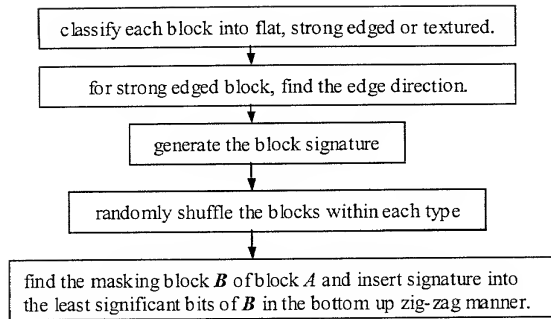 classify each block into flat, strong edged or textured.
for strong edged block, find the edge direction.
generate the block signature
randomly shuffle the blocks within each type
find the masking block B of block A and insert signature into
the least significant bits of B in the bottom up zig-zag manner.